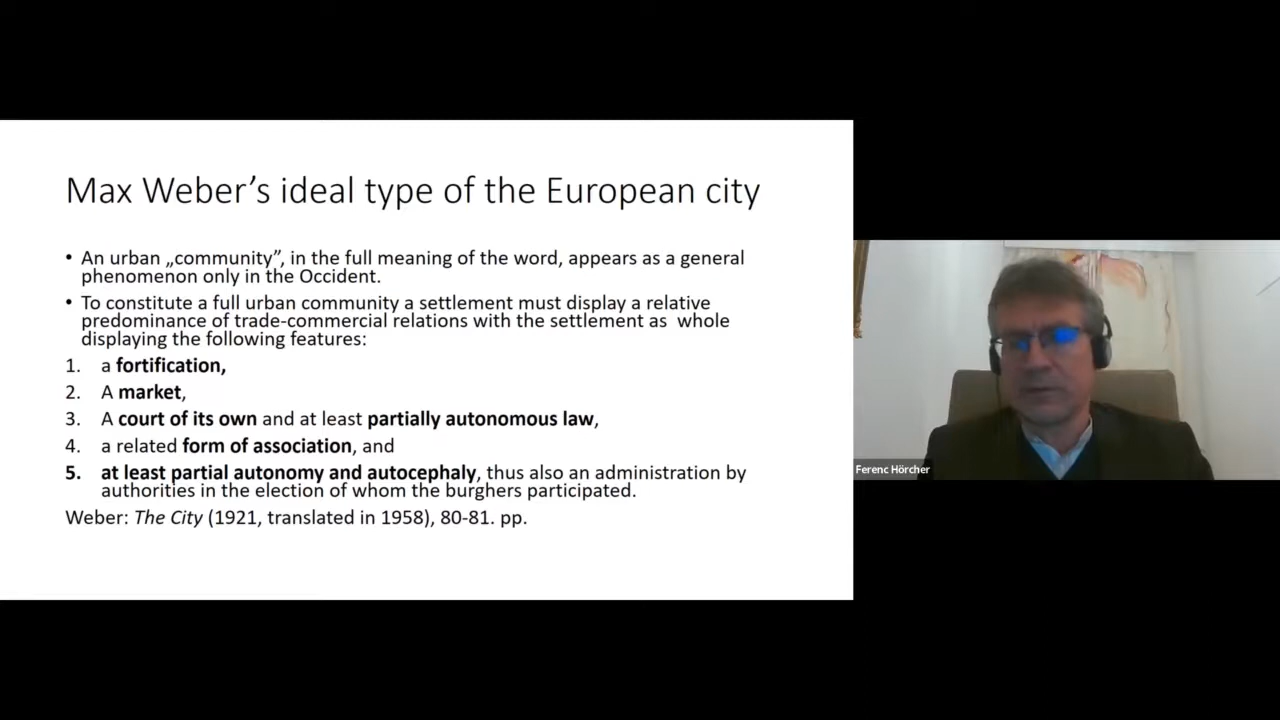 Max Weber’s ideal type of the European city
• An urban „community”, in the full meaning of the word, appears as a general
phenomenon only in the Occident.
• To constitute a full urban community a settlement must display a relative
predominance of trade-commercial relations with the settlement as whole
displaying the following features:
1. a fortification,
2. A market,
3. A court of its own and at least partially autonomous law,
4. a related form of association, and
5. at least partial autonomy and autocephaly, thus also an administration by
authorities in the election of whom the burghers participated.
Weber: The City (1921, translated in 1958), 80-81. pp.
Ferenc Hörcher